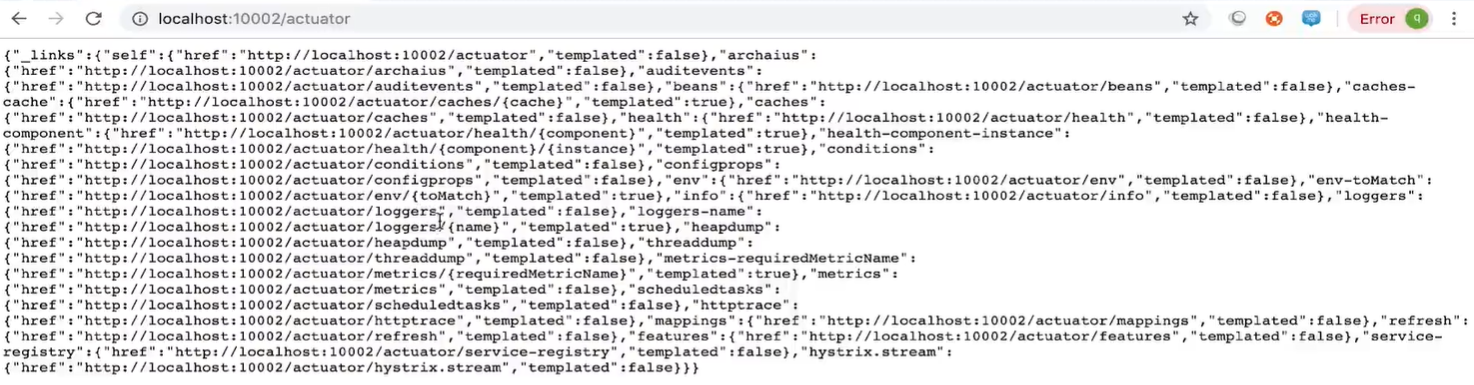 localhost:10002/actuator
Error
q
{"_links":{"self":{"href":"http://localhost:10002/actuator","templated":false},"archaius":
{"href":"http://localhost:10002/actuator/archaius","templated":false},"auditevents":
{"href":"http://localhost:10002/actuator/auditevents","templated":false},"beans":{"href":"http://localhost:10002/actuator/beans","templated":false},"caches-
cache":{"href":"http://localhost:10002/actuator/caches/{cache}","templated":true},"caches":
{"href":"http://localhost:10002/actuator/caches","templated":false},"health":{"href":"http://localhost:10002/actuator/health","templated":false},"health-
component":{"href":"http://localhost:10002/actuator/health/{component}","templated":true},"health-component-instance":
{"href":"http://localhost:10002/actuator/health/{component}/{instance}","templated":true},"conditions":
{"href":"http://localhost:10002/actuator/conditions","templated":false},"configprops":
{"href":"http://localhost:10002/actuator/configprops","templated":false},"env":{"href":"http://localhost:10002/actuator/env","templated":false},"env-toMatch":
{"href":"http://localhost:10002/actuator/env/{toMatch}","templated":true},"info":{"href":"http://localhost:10002/actuator/info","templated":false},"loggers":
{"href":"http://localhost:10002/actuator/loggers","templated":false},"loggers-name":
{"href":"http://localhost:10002/actuator/loggers/{name}","templated":true},"heapdump":
{"href":"http://localhost:10002/actuator/heapdump","templated":false},"threaddump":
{"href":"http://localhost:10002/actuator/threaddump","templated":false},"metrics-requiredMetricName":
{"href":"http://localhost:10002/actuator/metrics/{requiredMetricName}","templated":true},"metrics":
{"href":"http://localhost:10002/actuator/metrics","templated":false},"scheduledtasks":
{"href":"http://localhost:10002/actuator/scheduledtasks","templated":false},"httptrace":
{"href":"http://localhost:10002/actuator/httptrace","templated":false},"mappings":{"href":"http://localhost:10002/actuator/mappings","templated":false},"refresh":
{"href":"http://localhost:10002/actuator/refresh","templated":false},"features":{"href":"http://localhost:10002/actuator/features","templated":false},"service-
registry":{"href":"http://localhost:10002/actuator/service-registry","templated":false},"hystrix.stream":
{"href":"http://localhost:10002/actuator/hystrix.stream","templated":false}}}